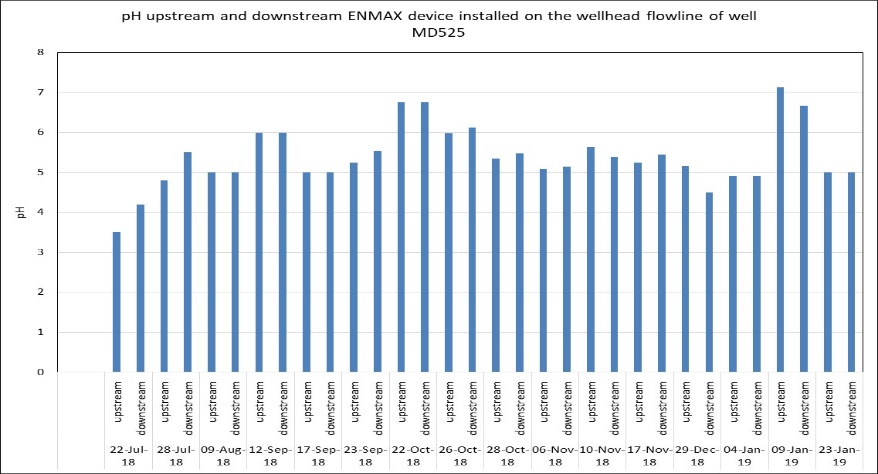 pH upstream and downstream ENMAX device installed on the wellhead flowline of well
MD525
8
7
6
5
4
3
2
1
0
pH
upstream downstream upstream downstream upstream downstream upstream downstream upstream downstream upstream downstream upstream downstream upstream downstream upstream downstream upstream downstream upstream downstream upstream downstream upstream downstream upstream downstream upstream downstream upstream downstream
22-Jul- 28-Jul- 09-Aug- 12-Sep- 17-Sep- 23-Sep- 22-Oct- 26-Oct- 28-Oct- 06-Nov- 10-Nov- 17-Nov- 29-Dec- 04-Jan- 09-Jan- 23-Jan-
18 18 18 18 18 18 18 18 18 18 18 18 18 19 19 19